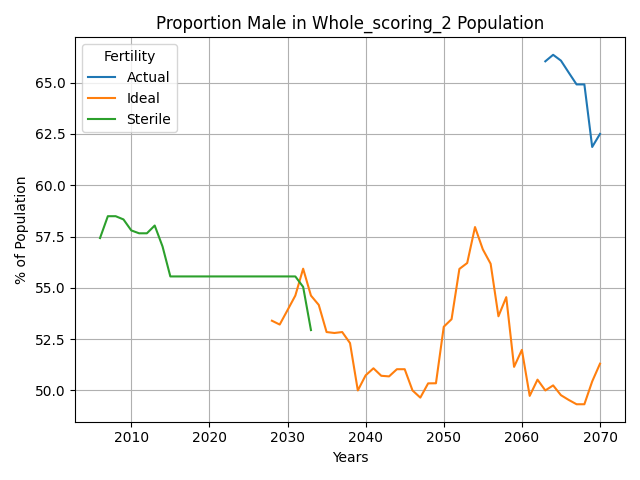 Proportion Male in Whole_scoring_2 Population
Fertility
Actual
Ideal
Sterile
% of Population
65.0
62.5
60.0
57.5
55.0
52.5
50.0
2010 2020 2030 2040 2050 2060 2070
Years